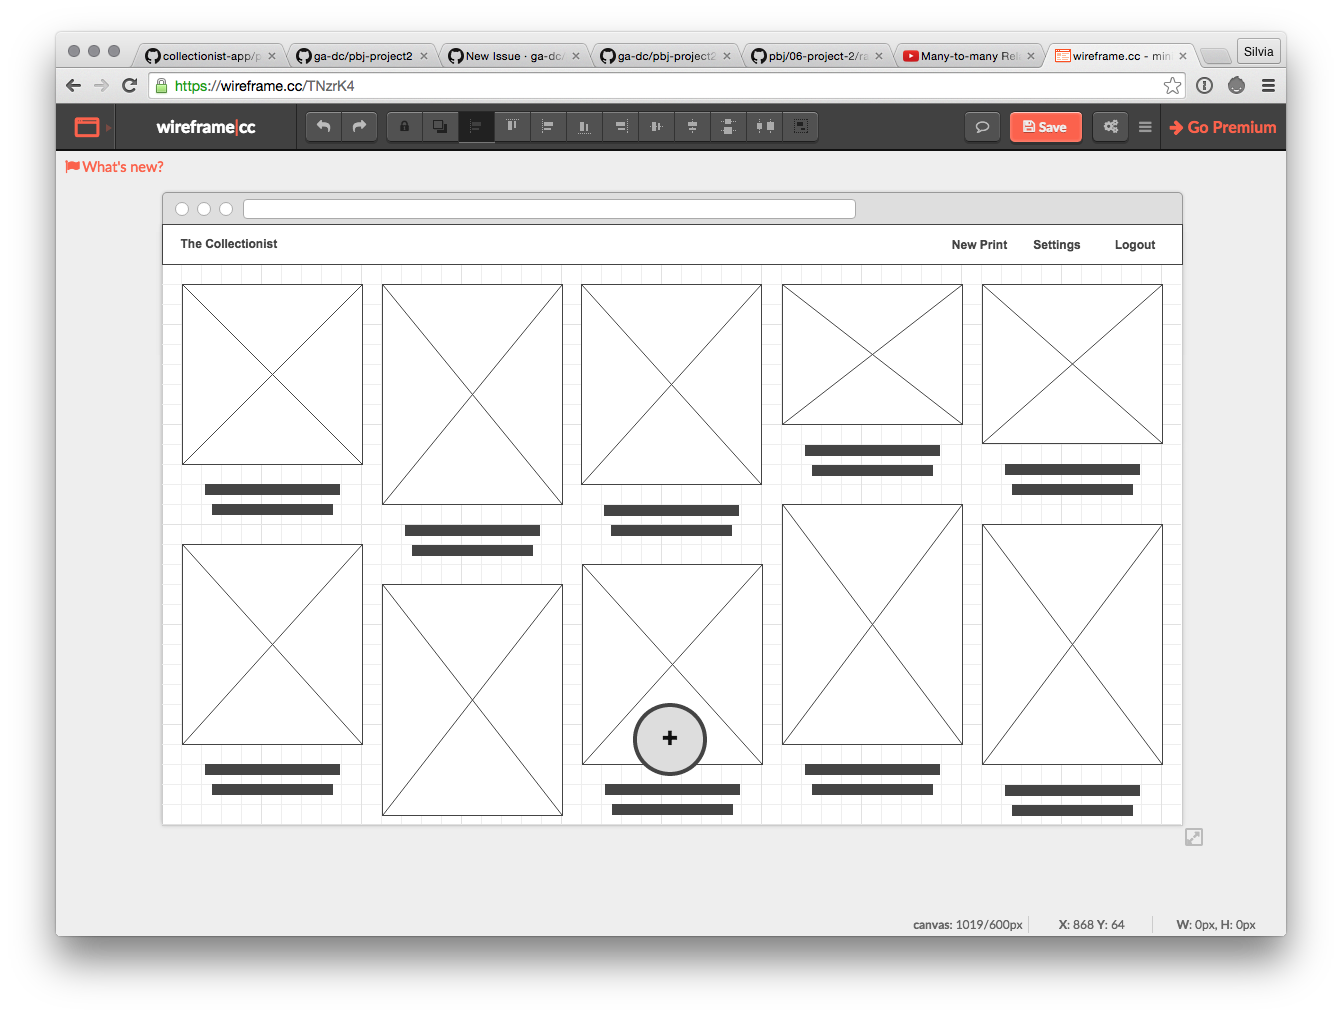 collectionist-app/p
ga-dc/pbj-project2
New Issue · ga-dc/
ga-dc/pbj-project2
pbj/06-project-2/ra
Many-to-many Rela
wireframe.cc - mini
Silvia
https://wireframe.cc/TNzrK4
wireframe|cc
Save
Go Premium
What's new?
The Collectionist
New Print
Settings
Logout
+
canvas: 1019/600px
X: 868 Y: 64
W: 0px, H: 0px